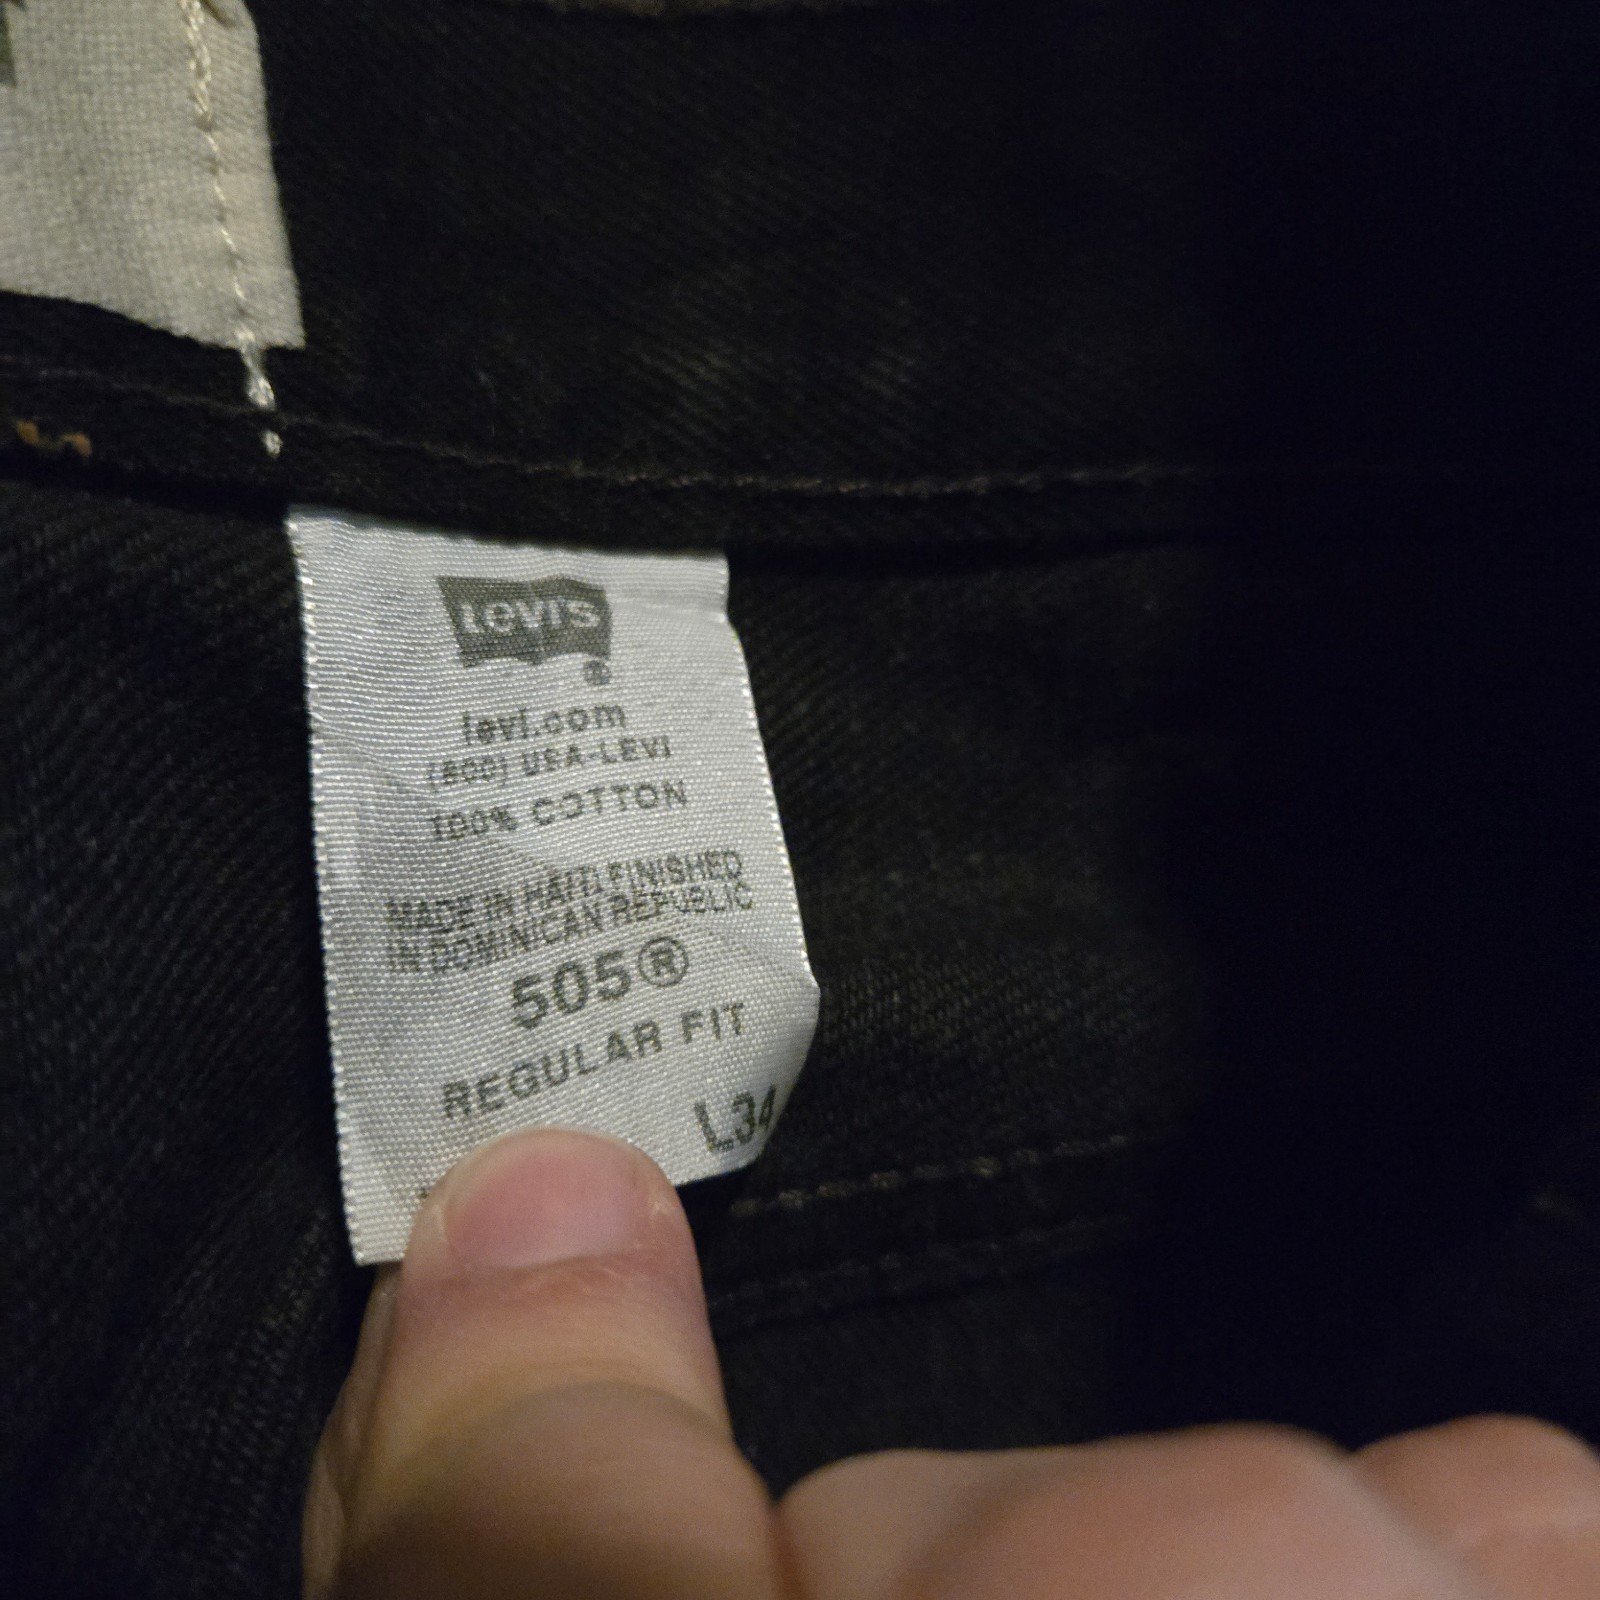 Levi's
®
levi.com
(800) USA-LEVI
100% COTTON
MADE IN HAITI FINISHED
IN DOMINICAN REPUBLIC
505®
REGULAR FIT
L34